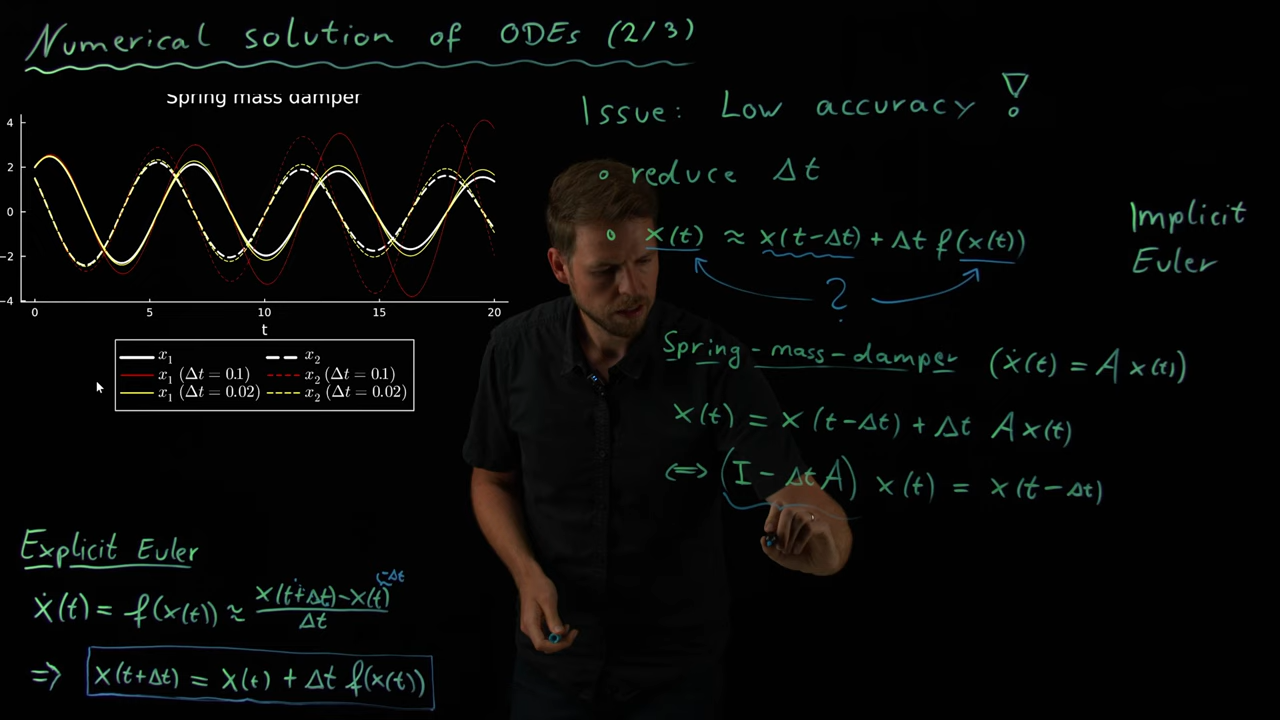 Numerical solution of ODEs (2/3)
Spring mass damper
4
2
0
−2
−4
0 5 10 15 20
t
x₁ x₂
x₁ (Δt = 0.1) x₂ (Δt = 0.1)
x₁ (Δt = 0.02) x₂ (Δt = 0.02)
Explicit Euler
ẋ(t) = f(x(t)) ≈ (x(t+Δt)−x(t))/Δt
−Δt
⇒ x(t+Δt) = x(t) + Δt f(x(t))
Issue: Low accuracy !
∘ reduce Δt
∘ x(t) ≈ x(t−Δt) + Δt f(x(t))
?
Implicit
Euler
Spring-mass-damper (ẋ(t) = A x(t))
x(t) = x(t−Δt) + Δt A x(t)
⟺ (I − ΔtA) x(t) = x(t−Δt)